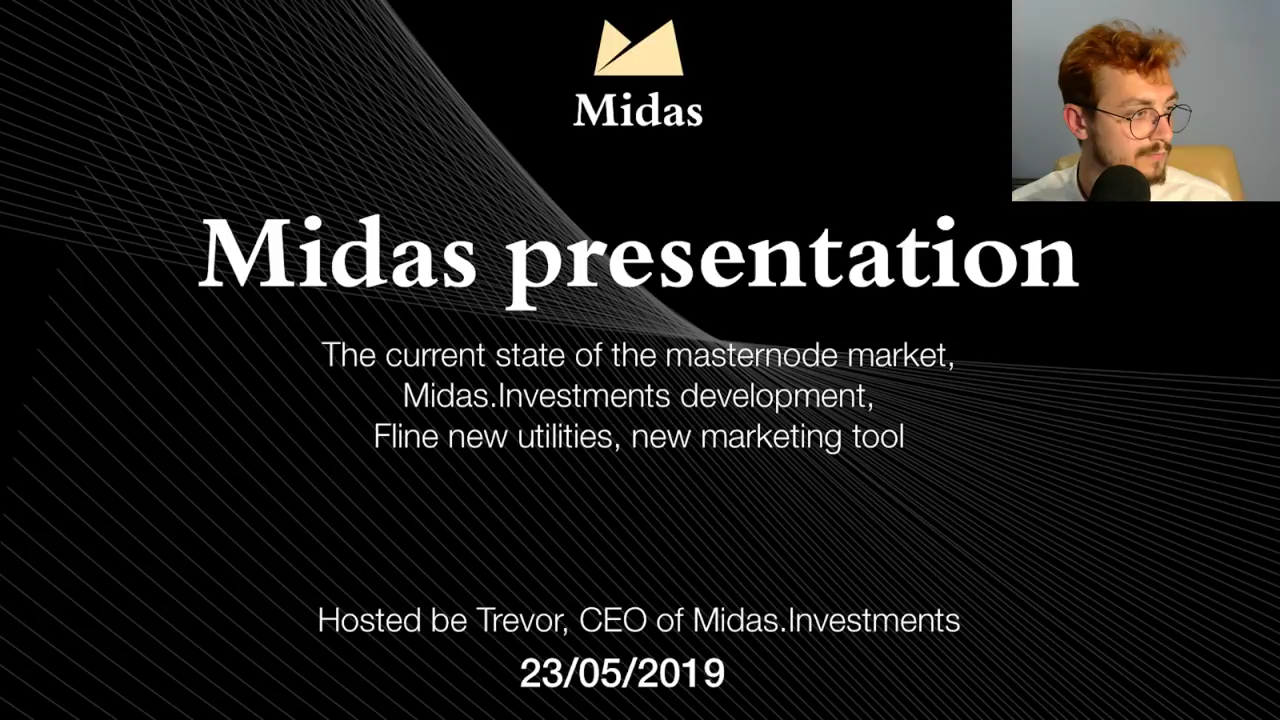 Midas
Midas presentation
The current state of the masternode market,
Midas.Investments development,
Fline new utilities, new marketing tool
Hosted be Trevor, CEO of Midas.Investments
23/05/2019